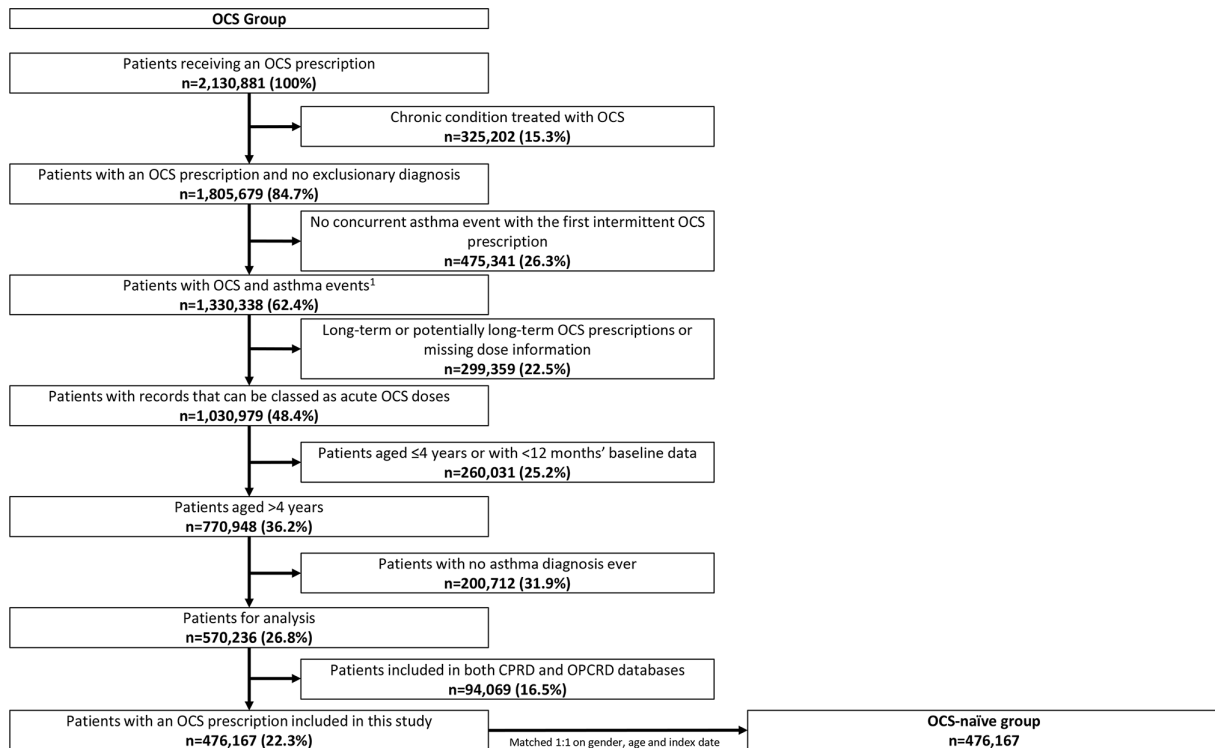 OCS Group
Patients receiving an OCS prescription
n=2,130,881 (100%)
Chronic condition treated with OCS
n=325,202 (15.3%)
Patients with an OCS prescription and no exclusionary diagnosis
n=1,805,679 (84.7%)
No concurrent asthma event with the first intermittent OCS
prescription
n=475,341 (26.3%)
Patients with OCS and asthma events¹
n=1,330,338 (62.4%)
Long-term or potentially long-term OCS prescriptions or
missing dose information
n=299,359 (22.5%)
Patients with records that can be classed as acute OCS doses
n=1,030,979 (48.4%)
Patients aged ≤4 years or with <12 months’ baseline data
n=260,031 (25.2%)
Patients aged >4 years
n=770,948 (36.2%)
Patients with no asthma diagnosis ever
n=200,712 (31.9%)
Patients for analysis
n=570,236 (26.8%)
Patients included in both CPRD and OPCRD databases
n=94,069 (16.5%)
Patients with an OCS prescription included in this study
n=476,167 (22.3%)
Matched 1:1 on gender, age and index date
OCS-naïve group
n=476,167